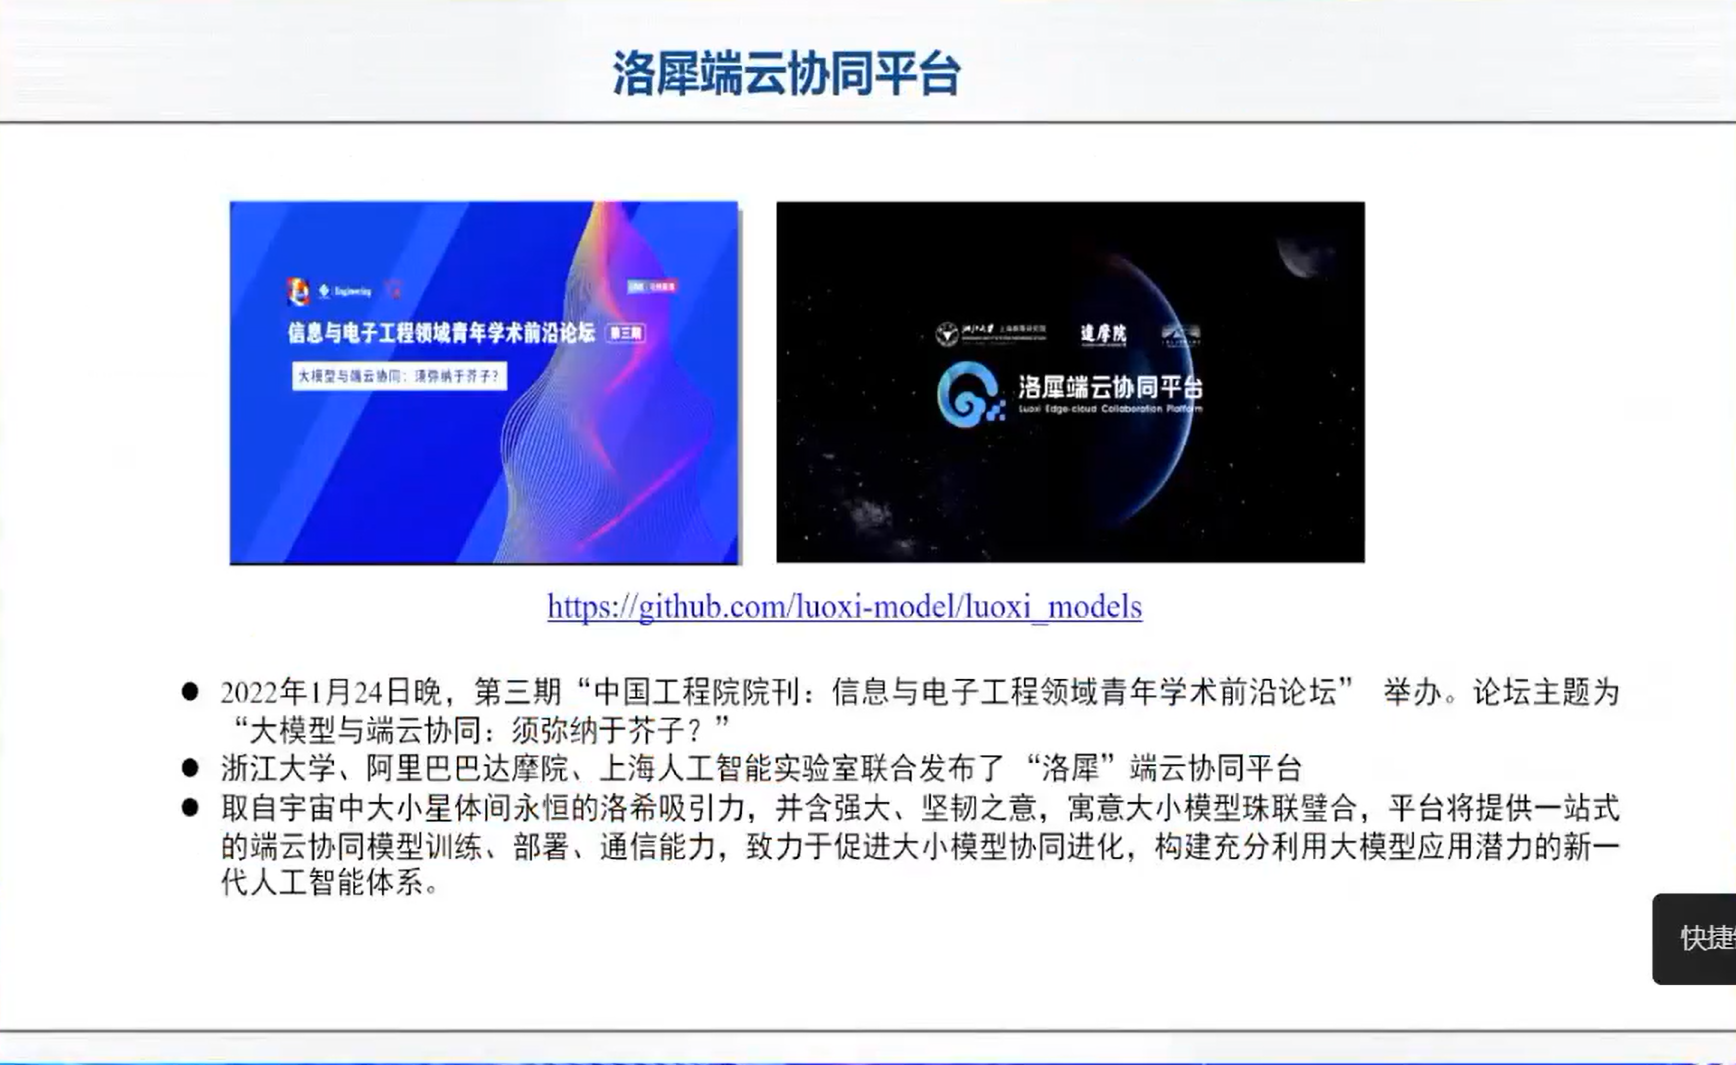 洛犀端云协同平台
Engineering
信息与电子工程领域青年学术前沿论坛 第三期
大模型与端云协同：须弥纳于芥子？
浙江大学 上海高等研究院
達摩院
洛犀端云协同平台
Luoxi Edge-cloud Collaboration Platform
https://github.com/luoxi-model/luoxi_models
● 2022年1月24日晚，第三期“中国工程院院刊：信息与电子工程领域青年学术前沿论坛” 举办。论坛主题为
“大模型与端云协同：须弥纳于芥子？”
● 浙江大学、阿里巴巴达摩院、上海人工智能实验室联合发布了“洛犀”端云协同平台
● 取自宇宙中大小星体间永恒的洛希吸引力，并含强大、坚韧之意，寓意大小模型珠联璧合，平台将提供一站式
的端云协同模型训练、部署、通信能力，致力于促进大小模型协同进化，构建充分利用大模型应用潜力的新一
代人工智能体系。
快捷